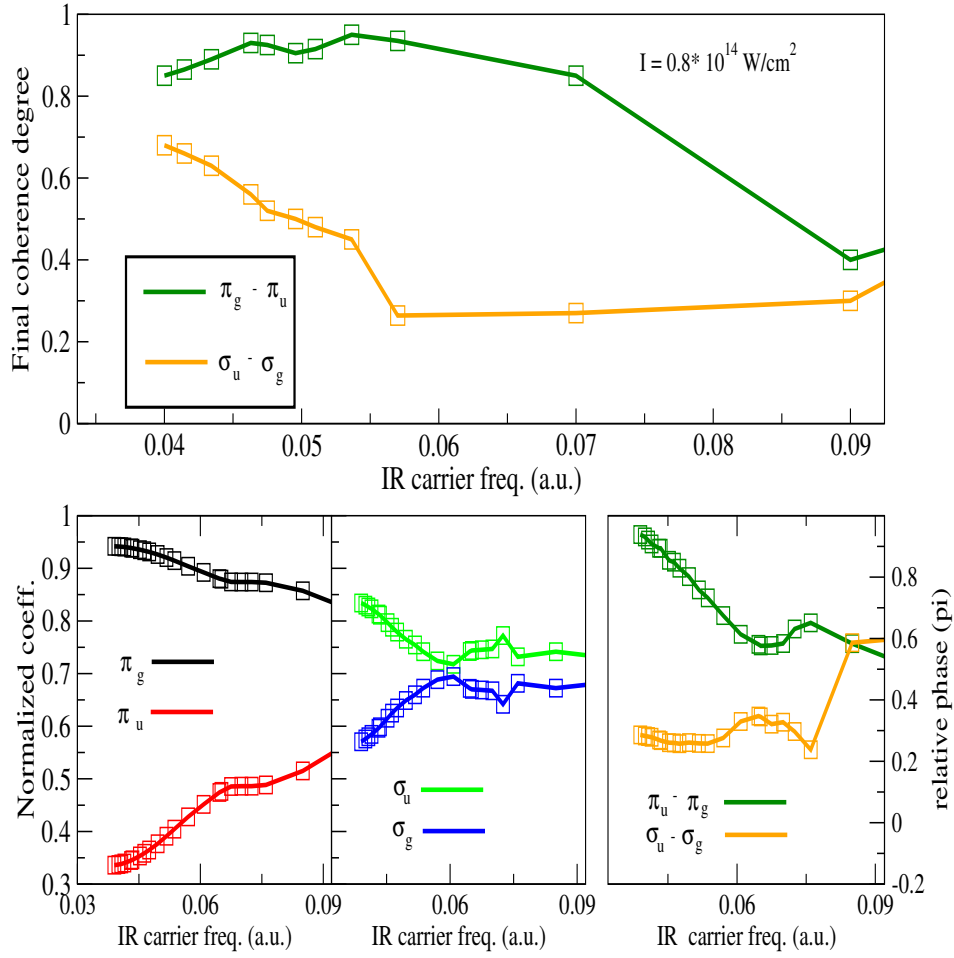 1
0.8
0.6
0.4
0.2
0
Final coherence degree
I = 0.8* 10^14 W/cm^2
π_g - π_u
σ_u - σ_g
0.04 0.05 0.06 0.07 0.08 0.09
IR carrier freq. (a.u.)
1
0.9
0.8
0.7
0.6
0.5
0.4
0.3
Normalized coeff.
π_g
π_u
0.03 0.06 0.09
IR carrier freq. (a.u.)
σ_u
σ_g
0.06 0.09
IR carrier freq. (a.u.)
π_u - π_g
σ_u - σ_g
0.06 0.09
IR carrier freq. (a.u.)
0.8
0.6
0.4
0.2
0
-0.2
relative phase (pi)